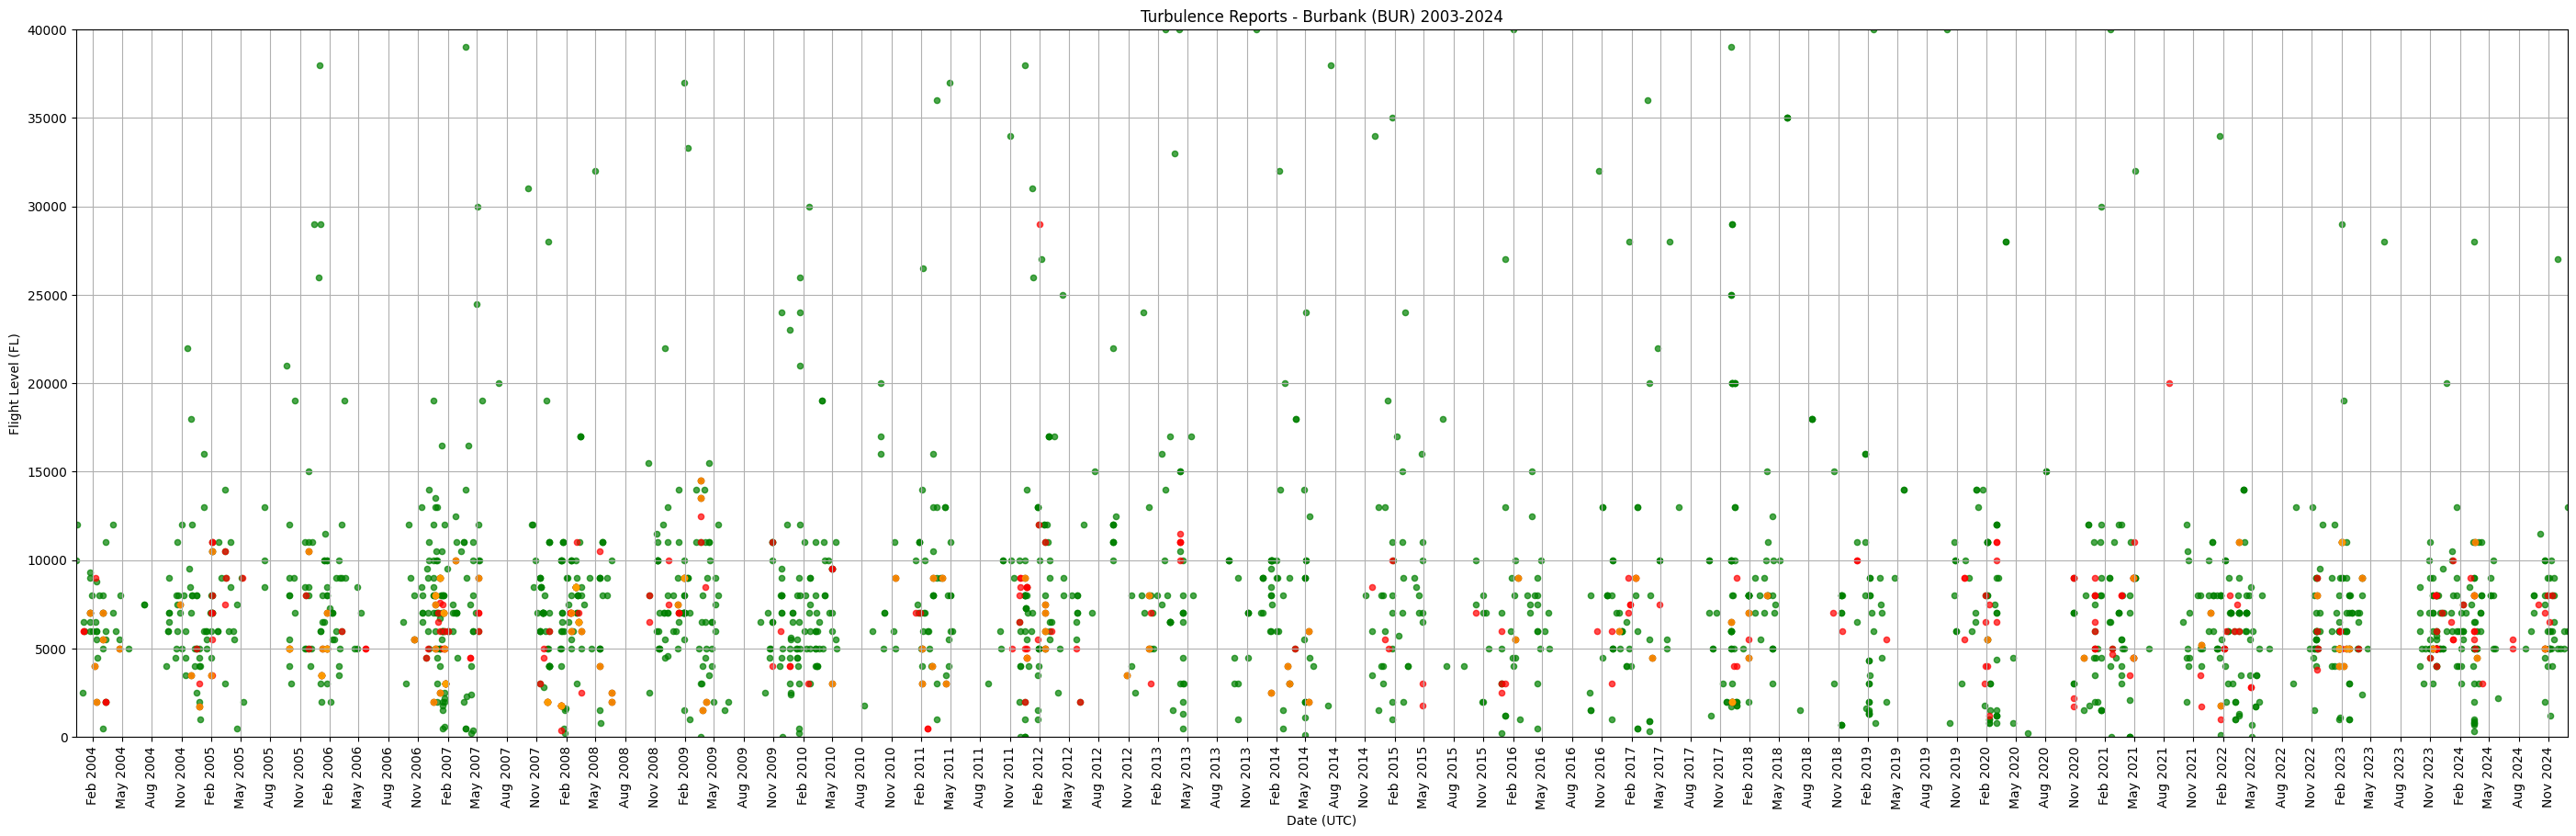 Turbulence Reports - Burbank (BUR) 2003-2024
40000
35000
30000
25000
20000
15000
10000
5000
0
Flight Level (FL)
Feb 2004
May 2004
Aug 2004
Nov 2004
Feb 2005
May 2005
Aug 2005
Nov 2005
Feb 2006
May 2006
Aug 2006
Nov 2006
Feb 2007
May 2007
Aug 2007
Nov 2007
Feb 2008
May 2008
Aug 2008
Nov 2008
Feb 2009
May 2009
Aug 2009
Nov 2009
Feb 2010
May 2010
Aug 2010
Nov 2010
Feb 2011
May 2011
Aug 2011
Nov 2011
Feb 2012
May 2012
Aug 2012
Nov 2012
Feb 2013
May 2013
Aug 2013
Nov 2013
Feb 2014
May 2014
Aug 2014
Nov 2014
Feb 2015
May 2015
Aug 2015
Nov 2015
Feb 2016
May 2016
Aug 2016
Nov 2016
Feb 2017
May 2017
Aug 2017
Nov 2017
Feb 2018
May 2018
Aug 2018
Nov 2018
Feb 2019
May 2019
Aug 2019
Nov 2019
Feb 2020
May 2020
Aug 2020
Nov 2020
Feb 2021
May 2021
Aug 2021
Nov 2021
Feb 2022
May 2022
Aug 2022
Nov 2022
Feb 2023
May 2023
Aug 2023
Nov 2023
Feb 2024
May 2024
Aug 2024
Nov 2024
Date (UTC)